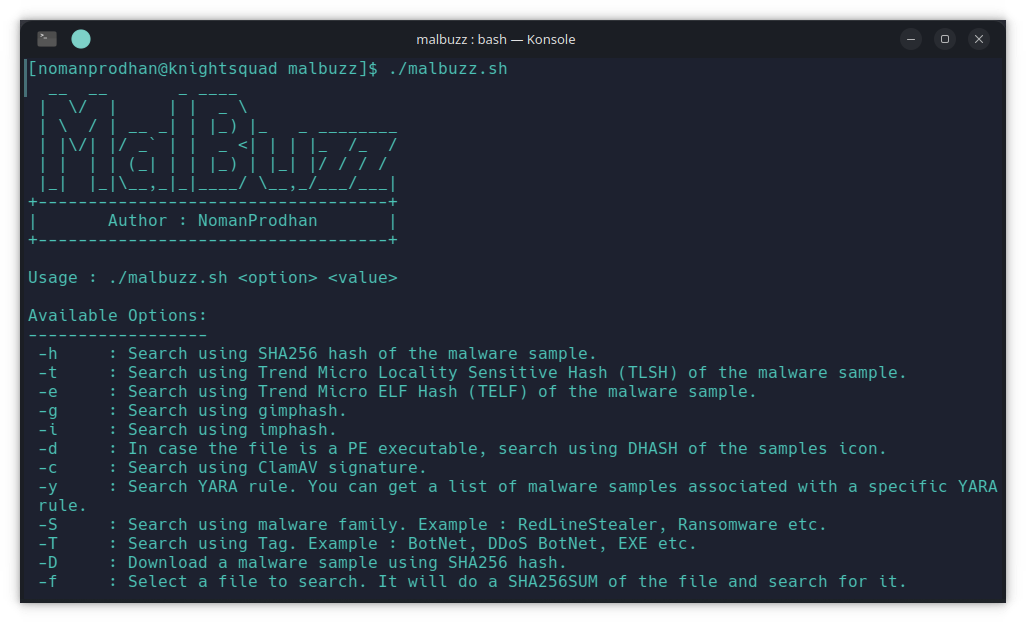 malbuzz : bash — Konsole
[nomanprodhan@knightsquad malbuzz]$ ./malbuzz.sh
  __  __       _ ____
 |  \/  |     | |  _ \
 | \  / | __ _| | |_) |_   _ ________
 | |\/| |/ _` | |  _ <| | | |_  /_  /
 | |  | | (_| | | |_) | |_| |/ / / /
 |_|  |_|\__,_|_|____/ \__,_/___/___|
+-----------------------------------+
|       Author : NomanProdhan       |
+-----------------------------------+
Usage : ./malbuzz.sh <option> <value>
Available Options:
------------------
-h     : Search using SHA256 hash of the malware sample.
-t     : Search using Trend Micro Locality Sensitive Hash (TLSH) of the malware sample.
-e     : Search using Trend Micro ELF Hash (TELF) of the malware sample.
-g     : Search using gimphash.
-i     : Search using imphash.
-d     : In case the file is a PE executable, search using DHASH of the samples icon.
-c     : Search using ClamAV signature.
-y     : Search YARA rule. You can get a list of malware samples associated with a specific YARA
rule.
-S     : Search using malware family. Example : RedLineStealer, Ransomware etc.
-T     : Search using Tag. Example : BotNet, DDoS BotNet, EXE etc.
-D     : Download a malware sample using SHA256 hash.
-f     : Select a file to search. It will do a SHA256SUM of the file and search for it.